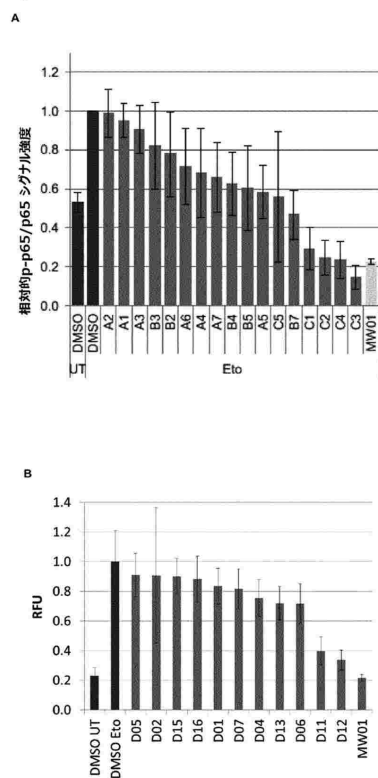 A
相対的p-p65/p65 シグナル強度
1.2
1.0
0.8
0.6
0.4
0.2
0.0
DMSO
DMSO
A2
A1
A3
B3
B2
A6
A4
A7
B4
B5
A5
C5
B7
C1
C2
C4
C3
MW01
UT
Eto
B
RFU
1.4
1.2
1.0
0.8
0.6
0.4
0.2
0.0
DMSO UT
DMSO Eto
D05
D02
D15
D16
D01
D07
D04
D13
D06
D11
D12
MW01